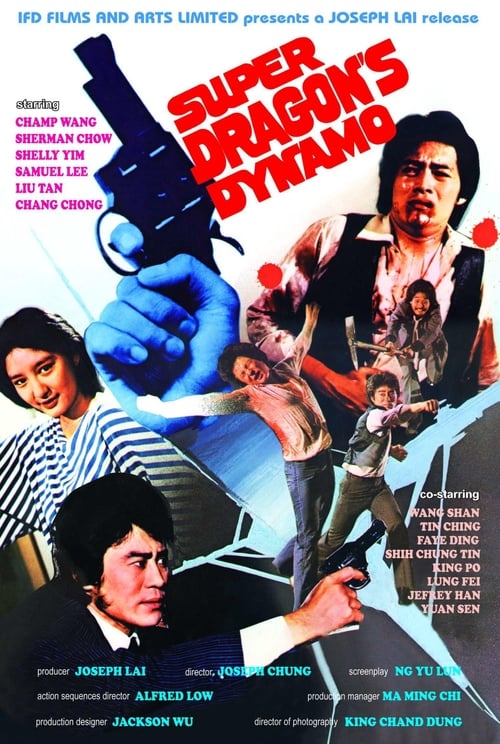 IFD FILMS AND ARTS LIMITED presents a JOSEPH LAI release
SUPER
DRAGON'S
DYNAMO
starring
CHAMP WANG
SHERMAN CHOW
SHELLY YIM
SAMUEL LEE
LIU TAN
CHANG CHONG
co-starring
WANG SHAN
TIN CHING
FAYE DING
SHIH CHUNG TIN
KING PO
LUNG FEI
JEFREY HAN
YUAN SEN
producer JOSEPH LAI director, JOSEPH CHUNG screenplay NG YU LUN
action sequences director ALFRED LOW production manager MA MING CHI
production designer JACKSON WU director of photography KING CHAND DUNG